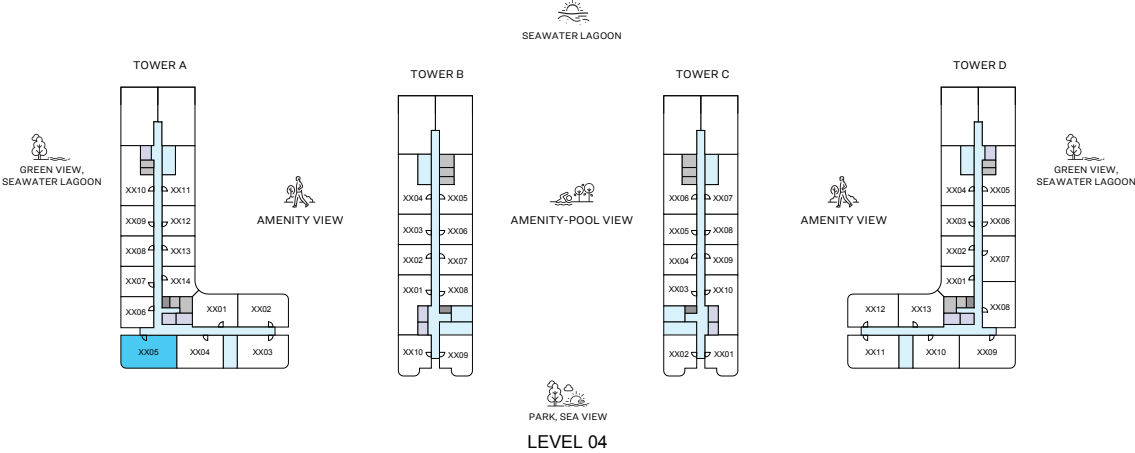 SEAWATER LAGOON
TOWER A
TOWER B
TOWER C
TOWER D
GREEN VIEW,
SEAWATER LAGOON
AMENITY VIEW
AMENITY-POOL VIEW
AMENITY VIEW
GREEN VIEW,
SEAWATER LAGOON
XX10 XX11
XX09 XX12
XX08 XX13
XX07 XX14
XX06
XX01 XX02
XX05 XX04 XX03
XX04 XX05
XX03 XX06
XX02 XX07
XX01 XX08
XX10 XX09
XX06 XX07
XX05 XX08
XX04 XX09
XX03 XX10
XX02 XX01
XX04 XX05
XX03 XX06
XX02 XX07
XX01
XX08
XX12 XX13
XX11 XX10 XX09
PARK, SEA VIEW
LEVEL 04